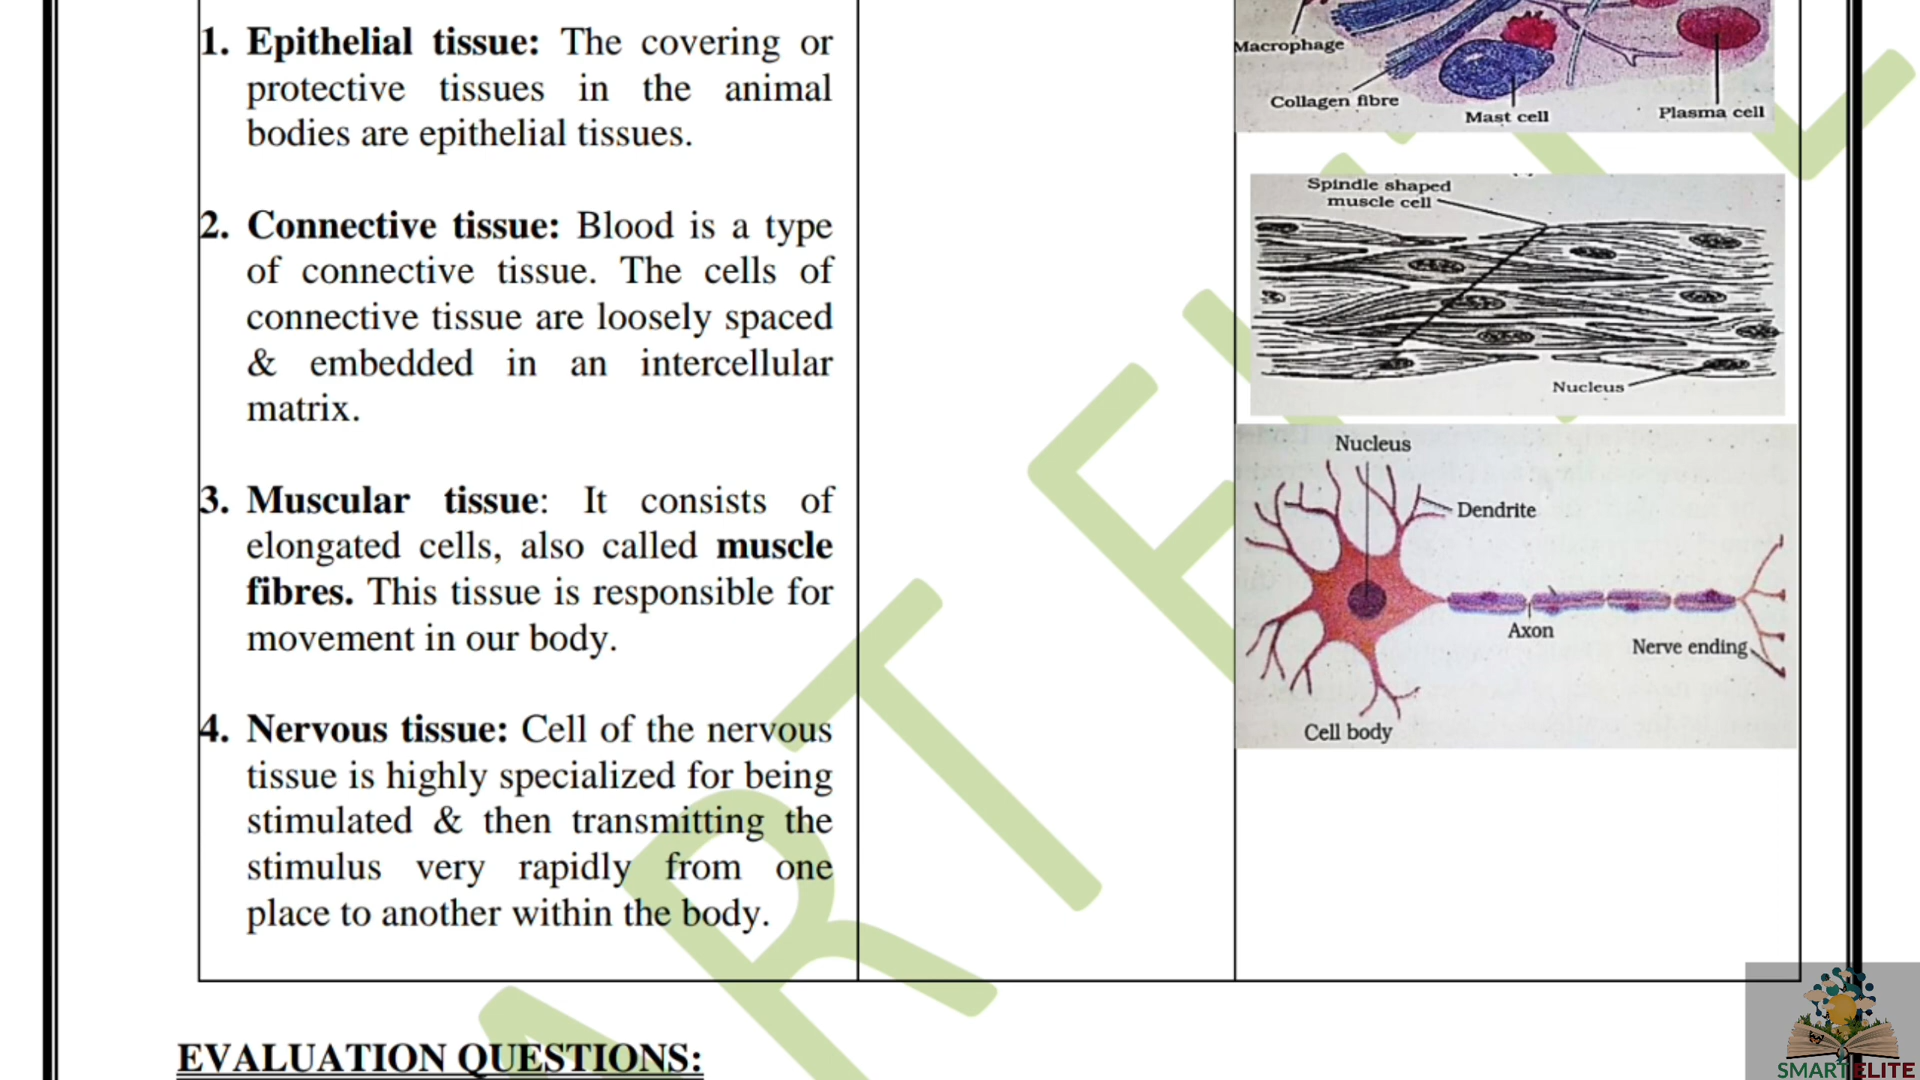 1. Epithelial tissue: The covering or
protective tissues in the animal
bodies are epithelial tissues.
2. Connective tissue: Blood is a type
of connective tissue. The cells of
connective tissue are loosely spaced
& embedded in an intercellular
matrix.
3. Muscular tissue: It consists of
elongated cells, also called muscle
fibres. This tissue is responsible for
movement in our body.
4. Nervous tissue: Cell of the nervous
tissue is highly specialized for being
stimulated & then transmitting the
stimulus very rapidly from one
place to another within the body.
Macrophage
Collagen fibre
Mast cell
Plasma cell
Spindle shaped
muscle cell
Nucleus
Nucleus
Dendrite
Axon
Nerve ending
Cell body
EVALUATION QUESTIONS:
SMART ELITE